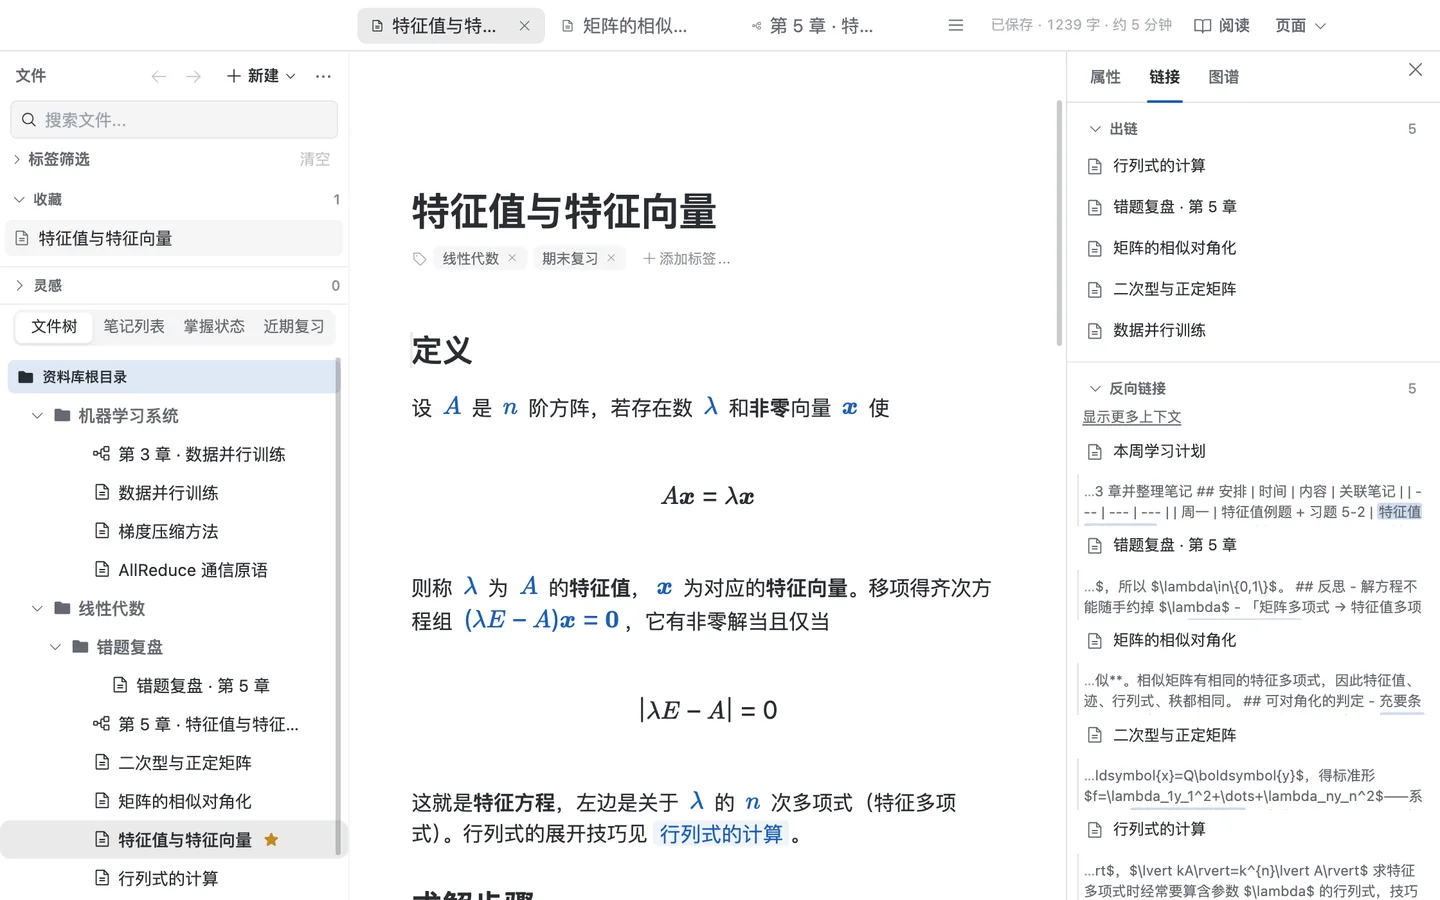 特征值与特...
矩阵的相似...
第 5 章 · 特...
已保存 · 1239 字 · 约 5 分钟
阅读
页面
文件
新建
搜索文件...
标签筛选
清空
收藏
1
特征值与特征向量
灵感
0
文件树
笔记列表
掌握状态
近期复习
资料库根目录
机器学习系统
第 3 章 · 数据并行训练
数据并行训练
梯度压缩方法
AllReduce 通信原语
线性代数
错题复盘
错题复盘 · 第 5 章
第 5 章 · 特征值与特征...
二次型与正定矩阵
矩阵的相似对角化
特征值与特征向量
行列式的计算
特征值与特征向量
线性代数
期末复习
添加标签...
定义
设 A 是 n 阶方阵，若存在数 λ 和非零向量 x 使
Ax = λx
则称 λ 为 A 的特征值， x 为对应的特征向量。移项得齐次方
程组 (λE − A)x = 0 ，它有非零解当且仅当
|λE − A| = 0
这就是特征方程，左边是关于 λ 的 n 次多项式（特征多项
式）。行列式的展开技巧见 行列式的计算 。
求解步骤
属性
链接
图谱
出链
5
行列式的计算
错题复盘 · 第 5 章
矩阵的相似对角化
二次型与正定矩阵
数据并行训练
反向链接
5
显示更多上下文
本周学习计划
...3 章并整理笔记 ## 安排 | 时间 | 内容 | 关联笔记 | | -
-- | --- | --- | | 周一 | 特征值例题 + 习题 5-2 | 特征值
错题复盘 · 第 5 章
...$，所以 $\lambda\in\{0,1\}$。 ## 反思 - 解方程不
能随手约掉 $\lambda$ - 「矩阵多项式 → 特征值多项
矩阵的相似对角化
...似**。相似矩阵有相同的特征多项式，因此特征值、
迹、行列式、秩都相同。 ## 可对角化的判定 - 充要条
二次型与正定矩阵
...ldsymbol{x}=Q\boldsymbol{y}$，得标准形
$f=\lambda_1y_1^2+\dots+\lambda_ny_n^2$——系
行列式的计算
...rt$，$\lvert kA\rvert=k^{n}\lvert A\rvert$ 求特征
多项式时经常要算含参数 $\lambda$ 的行列式，技巧